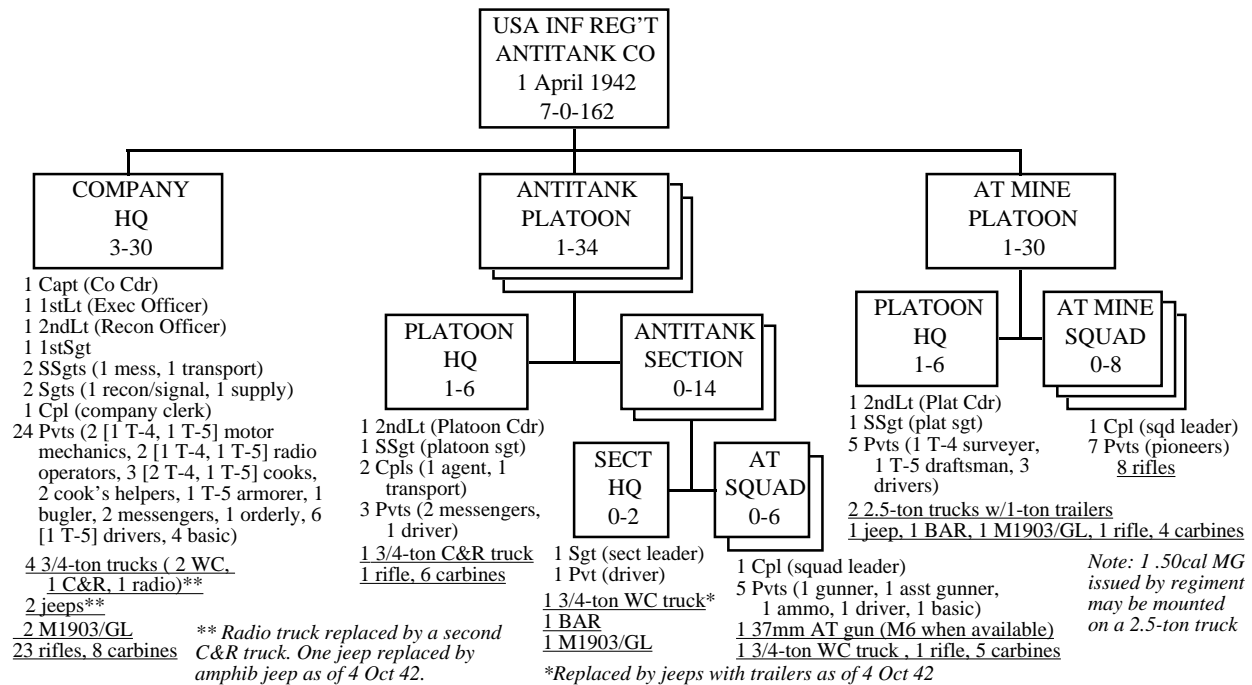 USA INF REG'T
ANTITANK CO
1 April 1942
7-0-162
COMPANY
HQ
3-30
1 Capt (Co Cdr)
1 1stLt (Exec Officer)
1 2ndLt (Recon Officer)
1 1stSgt
2 SSgts (1 mess, 1 transport)
2 Sgts (1 recon/signal, 1 supply)
1 Cpl (company clerk)
24 Pvts (2 [1 T-4, 1 T-5] motor
mechanics, 2 [1 T-4, 1 T-5] radio
operators, 3 [2 T-4, 1 T-5] cooks,
2 cook's helpers, 1 T-5 armorer, 1
bugler, 2 messengers, 1 orderly, 6
[1 T-5] drivers, 4 basic)
4 3/4-ton trucks ( 2 WC,
1 C&R, 1 radio)**
2 jeeps**
2 M1903/GL
23 rifles, 8 carbines
** Radio truck replaced by a second
C&R truck. One jeep replaced by
amphib jeep as of 4 Oct 42.
ANTITANK
PLATOON
1-34
PLATOON
HQ
1-6
1 2ndLt (Platoon Cdr)
1 SSgt (platoon sgt)
2 Cpls (1 agent, 1
transport)
3 Pvts (2 messengers,
1 driver)
1 3/4-ton C&R truck
1 rifle, 6 carbines
ANTITANK
SECTION
0-14
SECT
HQ
0-2
1 Sgt (sect leader)
1 Pvt (driver)
1 3/4-ton WC truck*
1 BAR
1 M1903/GL
AT
SQUAD
0-6
1 Cpl (squad leader)
5 Pvts (1 gunner, 1 asst gunner,
1 ammo, 1 driver, 1 basic)
1 37mm AT gun (M6 when available)
1 3/4-ton WC truck , 1 rifle, 5 carbines
*Replaced by jeeps with trailers as of 4 Oct 42
AT MINE
PLATOON
1-30
PLATOON
HQ
1-6
1 2ndLt (Plat Cdr)
1 SSgt (plat sgt)
5 Pvts (1 T-4 surveyer,
1 T-5 draftsman, 3
drivers)
2 2.5-ton trucks w/1-ton trailers
1 jeep, 1 BAR, 1 M1903/GL, 1 rifle, 4 carbines
AT MINE
SQUAD
0-8
1 Cpl (sqd leader)
7 Pvts (pioneers)
8 rifles
Note: 1 .50cal MG
issued by regiment
may be mounted
on a 2.5-ton truck